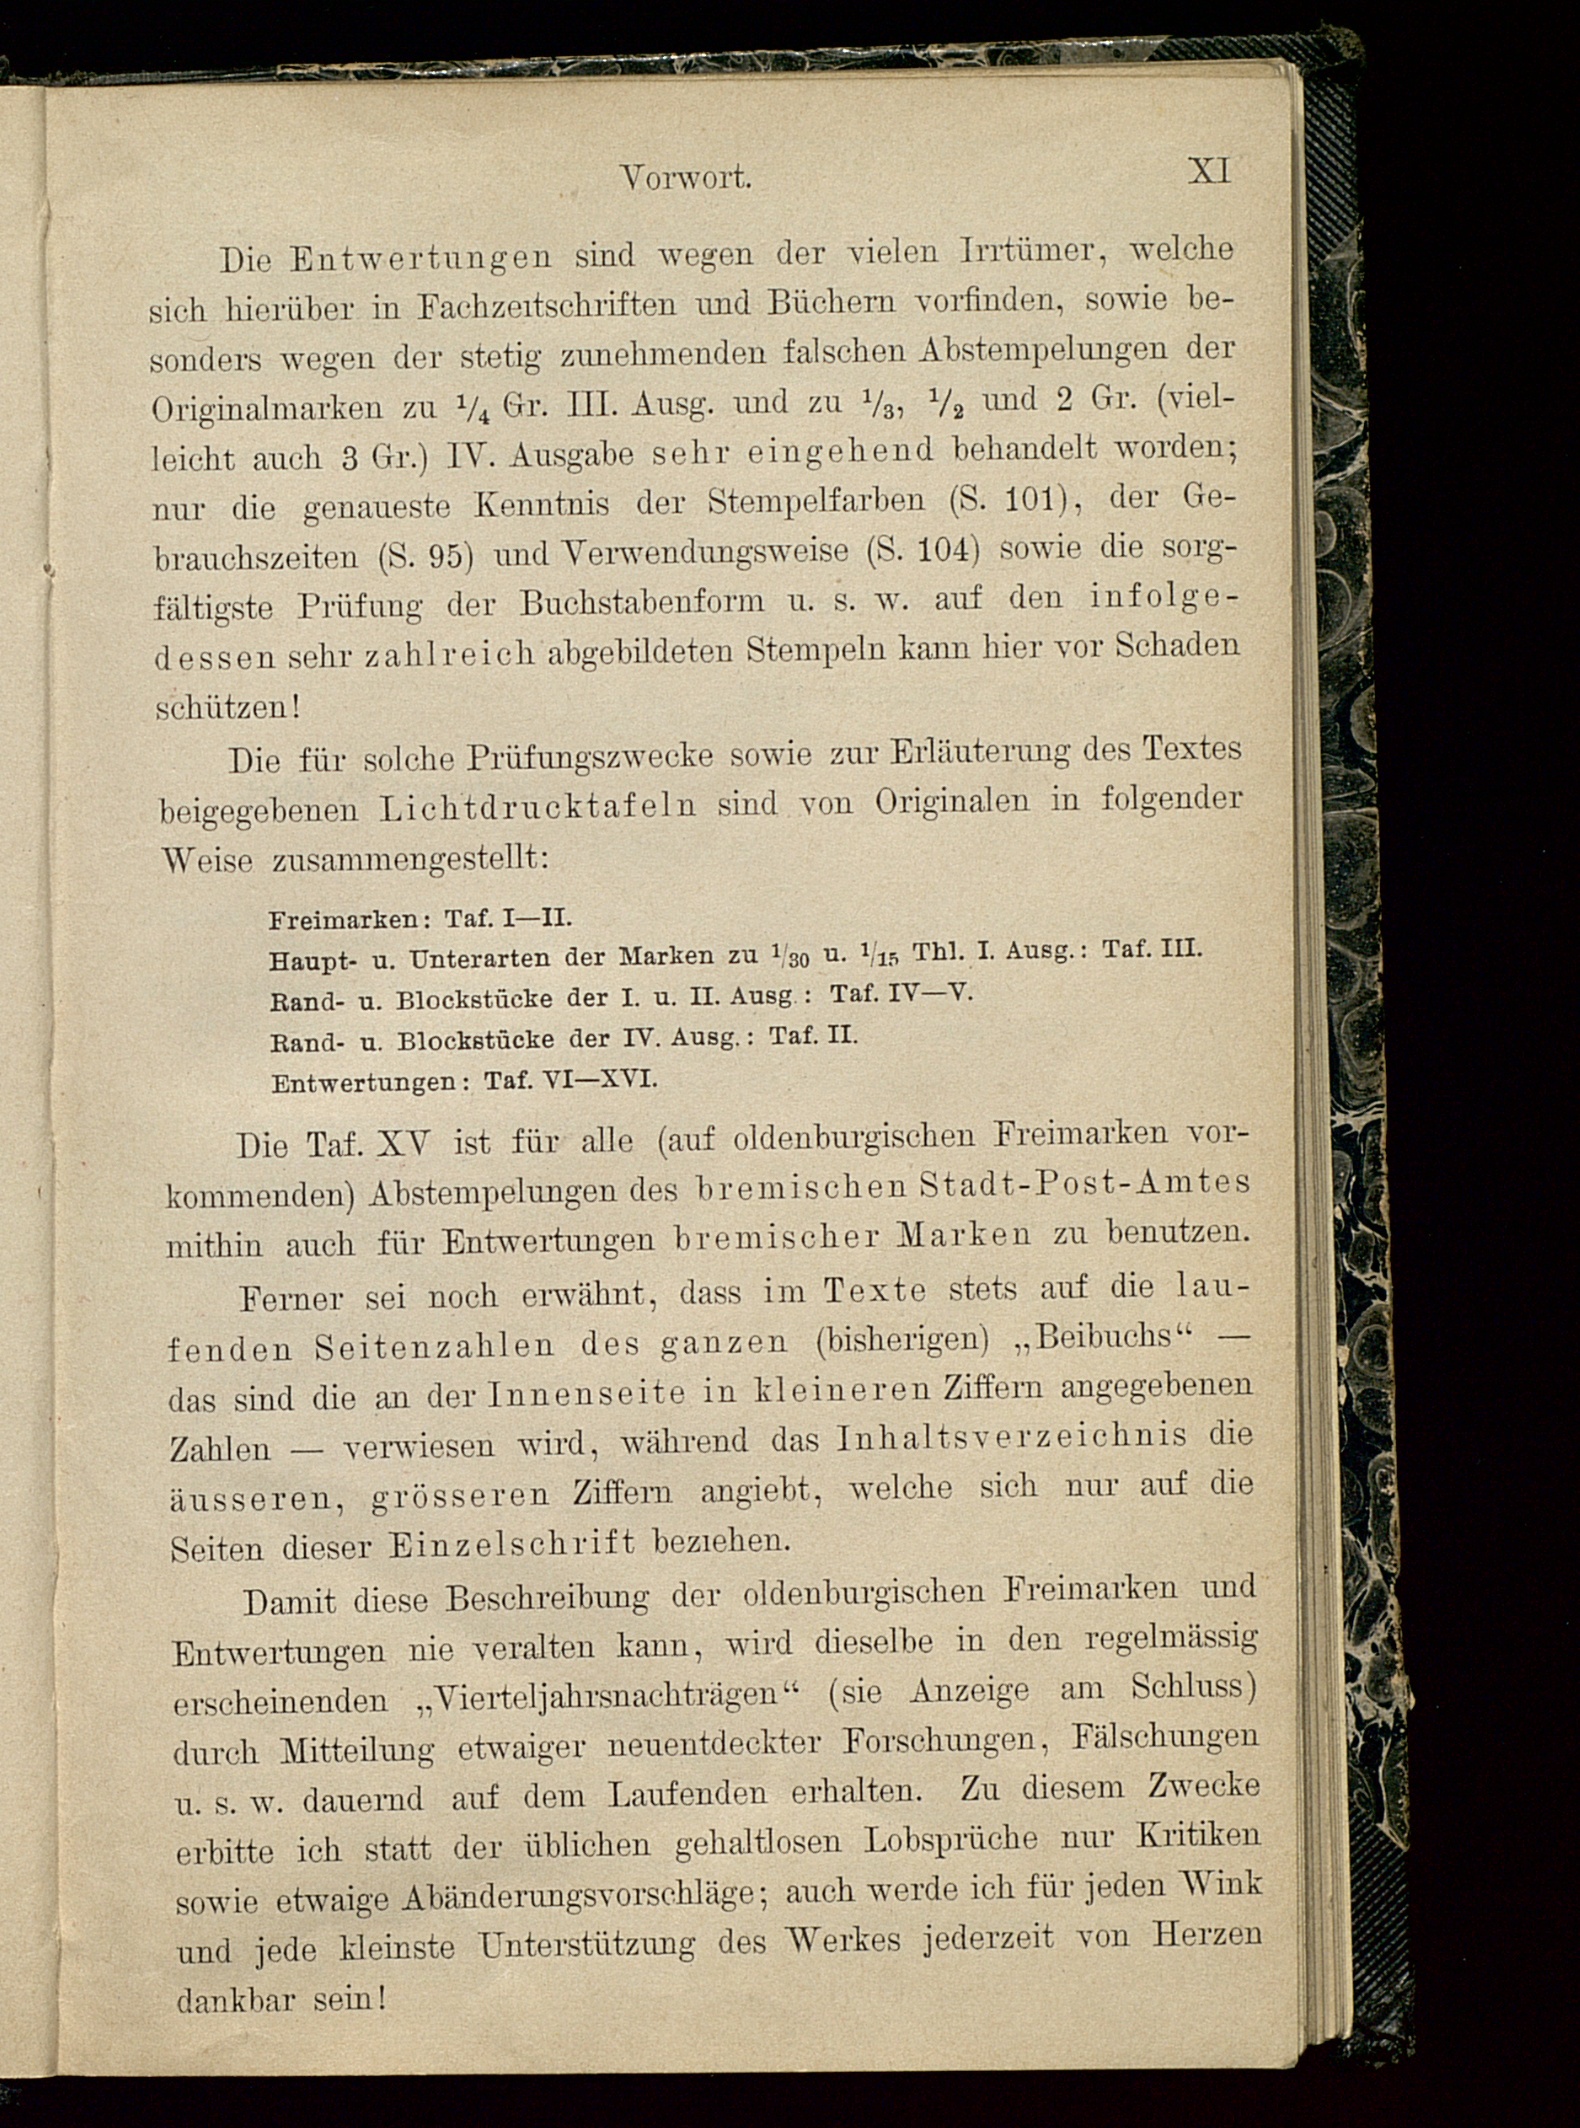 Vorwort. XI
Die Entwertungen sind wegen der vielen Irrtümer, welche
sich hierüber in Fachzeitschriften und Büchern vorfinden, sowie be-
sonders wegen der stetig zunehmenden falschen Abstempelungen der
Originalmarken zu 1/4 Gr. III. Ausg. und zu 1/3, 1/2 und 2 Gr. (viel-
leicht auch 3 Gr.) IV. Ausgabe sehr eingehend behandelt worden;
nur die genaueste Kenntnis der Stempelfarben (S. 101), der Ge-
brauchszeiten (S. 95) und Verwendungsweise (S. 104) sowie die sorg-
fältigste Prüfung der Buchstabenform u. s. w. auf den infolge-
dessen sehr zahlreich abgebildeten Stempeln kann hier vor Schaden
schützen!
Die für solche Prüfungszwecke sowie zur Erläuterung des Textes
beigegebenen Lichtdrucktafeln sind von Originalen in folgender
Weise zusammengestellt:
Freimarken: Taf. I—II.
Haupt- u. Unterarten der Marken zu 1/30 u. 1/15 Thl. I. Ausg.: Taf. III.
Rand- u. Blockstücke der I. u. II. Ausg.: Taf. IV—V.
Rand- u. Blockstücke der IV. Ausg.: Taf. II.
Entwertungen: Taf. VI—XVI.
Die Taf. XV ist für alle (auf oldenburgischen Freimarken vor-
kommenden) Abstempelungen des bremischen Stadt-Post-Amtes
mithin auch für Entwertungen bremischer Marken zu benutzen.
Ferner sei noch erwähnt, dass im Texte stets auf die lau-
fenden Seitenzahlen des ganzen (bisherigen) „Beibuchs“ —
das sind die an der Innenseite in kleineren Ziffern angegebenen
Zahlen — verwiesen wird, während das Inhaltsverzeichnis die
äusseren, grösseren Ziffern angiebt, welche sich nur auf die
Seiten dieser Einzelschrift beziehen.
Damit diese Beschreibung der oldenburgischen Freimarken und
Entwertungen nie veralten kann, wird dieselbe in den regelmässig
erscheinenden „Vierteljahrsnachträgen“ (sie Anzeige am Schluss)
durch Mitteilung etwaiger neuentdeckter Forschungen, Fälschungen
u. s. w. dauernd auf dem Laufenden erhalten. Zu diesem Zwecke
erbitte ich statt der üblichen gehaltlosen Lobsprüche nur Kritiken
sowie etwaige Abänderungsvorschläge; auch werde ich für jeden Wink
und jede kleinste Unterstützung des Werkes jederzeit von Herzen
dankbar sein!